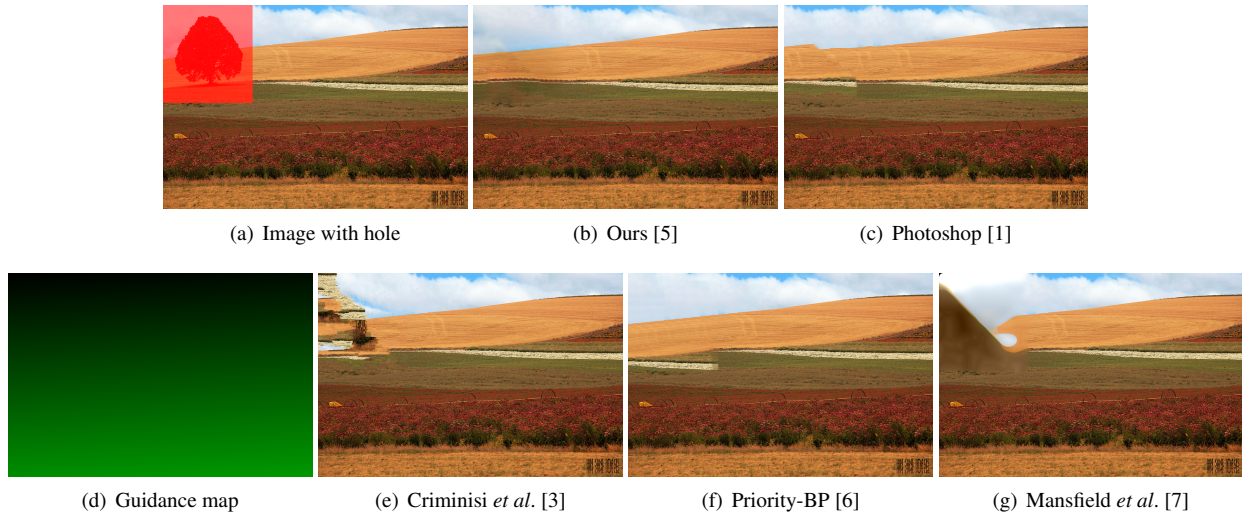 (a) Image with hole
(b) Ours [5]
(c) Photoshop [1]
(d) Guidance map
(e) Criminisi et al. [3]
(f) Priority-BP [6]
(g) Mansfield et al. [7]